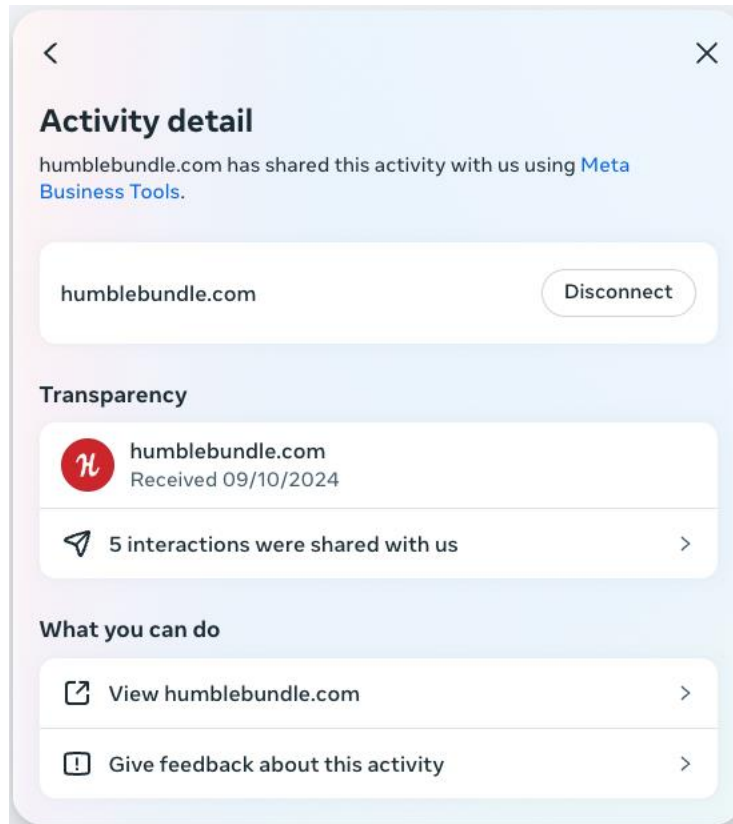 Activity detail
humblebundle.com has shared this activity with us using Meta
Business Tools.
humblebundle.com
Disconnect
Transparency
H
humblebundle.com
Received 09/10/2024
5 interactions were shared with us
What you can do
View humblebundle.com
Give feedback about this activity